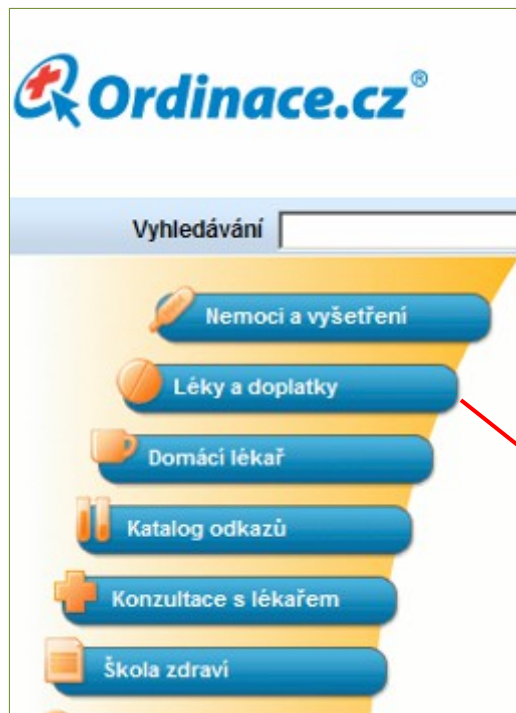 Ordinace.cz®
Vyhledávání
Nemoci a vyšetření
Léky a doplatky
Domácí lékař
Katalog odkazů
Konzultace s lékařem
Škola zdraví